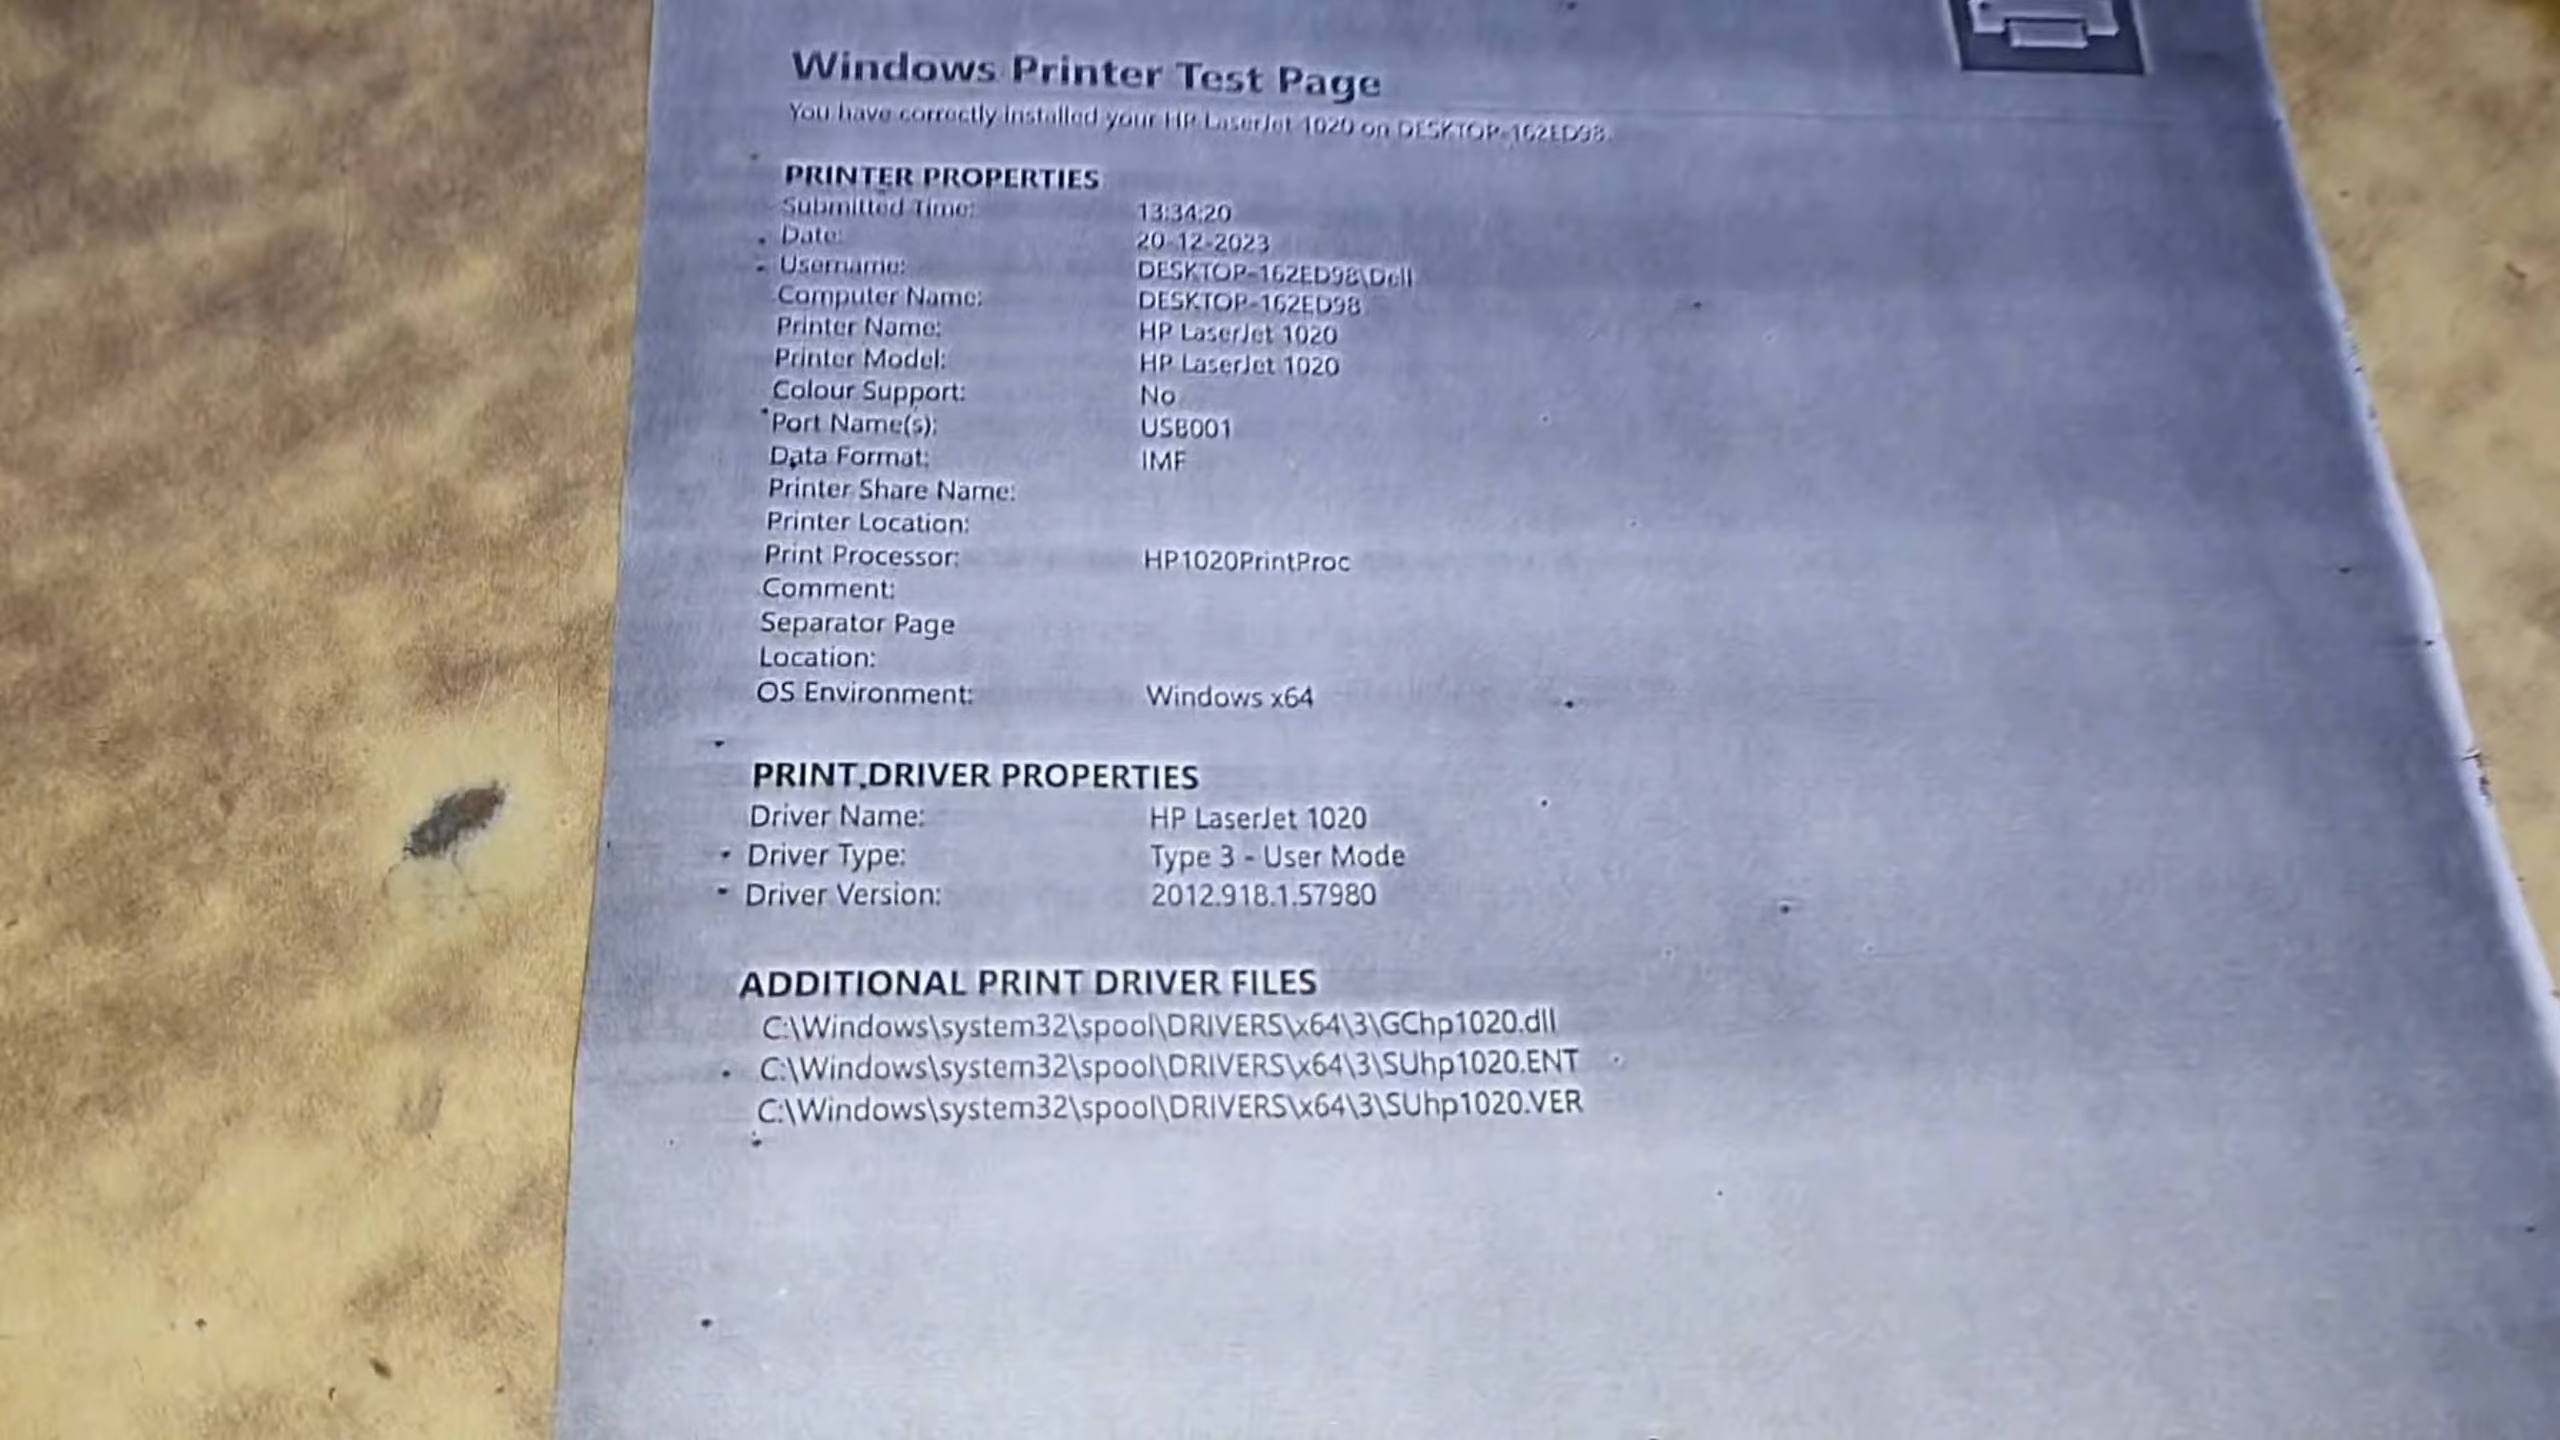 Windows Printer Test Page
You have correctly installed your HP LaserJet 1020 on DESKTOP-162ED98.
PRINTER PROPERTIES
Submitted Time: 13:34:20
Date: 20-12-2023
Username: DESKTOP-162ED98\Dell
Computer Name: DESKTOP-162ED98
Printer Name: HP LaserJet 1020
Printer Model: HP LaserJet 1020
Colour Support: No
Port Name(s): USB001
Data Format: IMF
Printer Share Name:
Printer Location:
Print Processor: HP1020PrintProc
Comment:
Separator Page
Location:
OS Environment: Windows x64
PRINT DRIVER PROPERTIES
Driver Name: HP LaserJet 1020
Driver Type: Type 3 - User Mode
Driver Version: 2012.918.1.57980
ADDITIONAL PRINT DRIVER FILES
C:\Windows\system32\spool\DRIVERS\x64\3\GChp1020.dll
C:\Windows\system32\spool\DRIVERS\x64\3\SUhp1020.ENT
C:\Windows\system32\spool\DRIVERS\x64\3\SUhp1020.VER